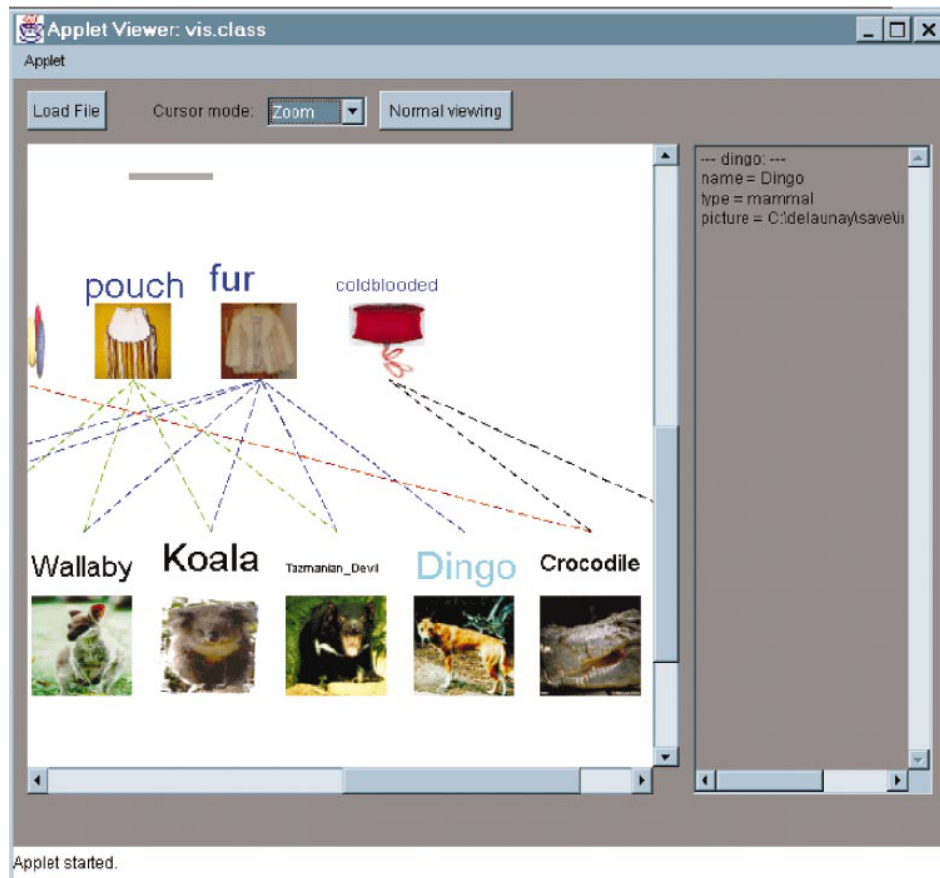 Applet Viewer: vis.class
Applet
Load File Cursor mode: Zoom Normal viewing
--- dingo: ---
name = Dingo
type = mammal
picture = C:\delaunay\save\ir
pouch fur coldblooded
Wallaby Koala Tazmanian_Devil Dingo Crocodile
Applet started.